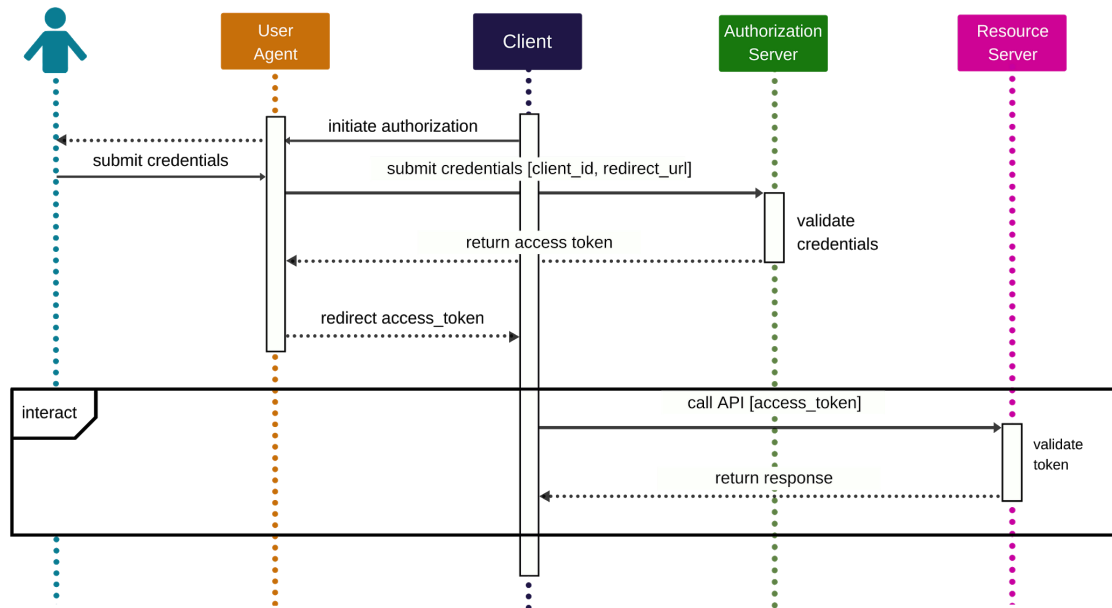 User
Agent
Client
Authorization
Server
Resource
Server
initiate authorization
submit credentials
submit credentials [client_id, redirect_url]
validate
credentials
return access token
redirect access_token
interact
call API [access_token]
validate
token
return response